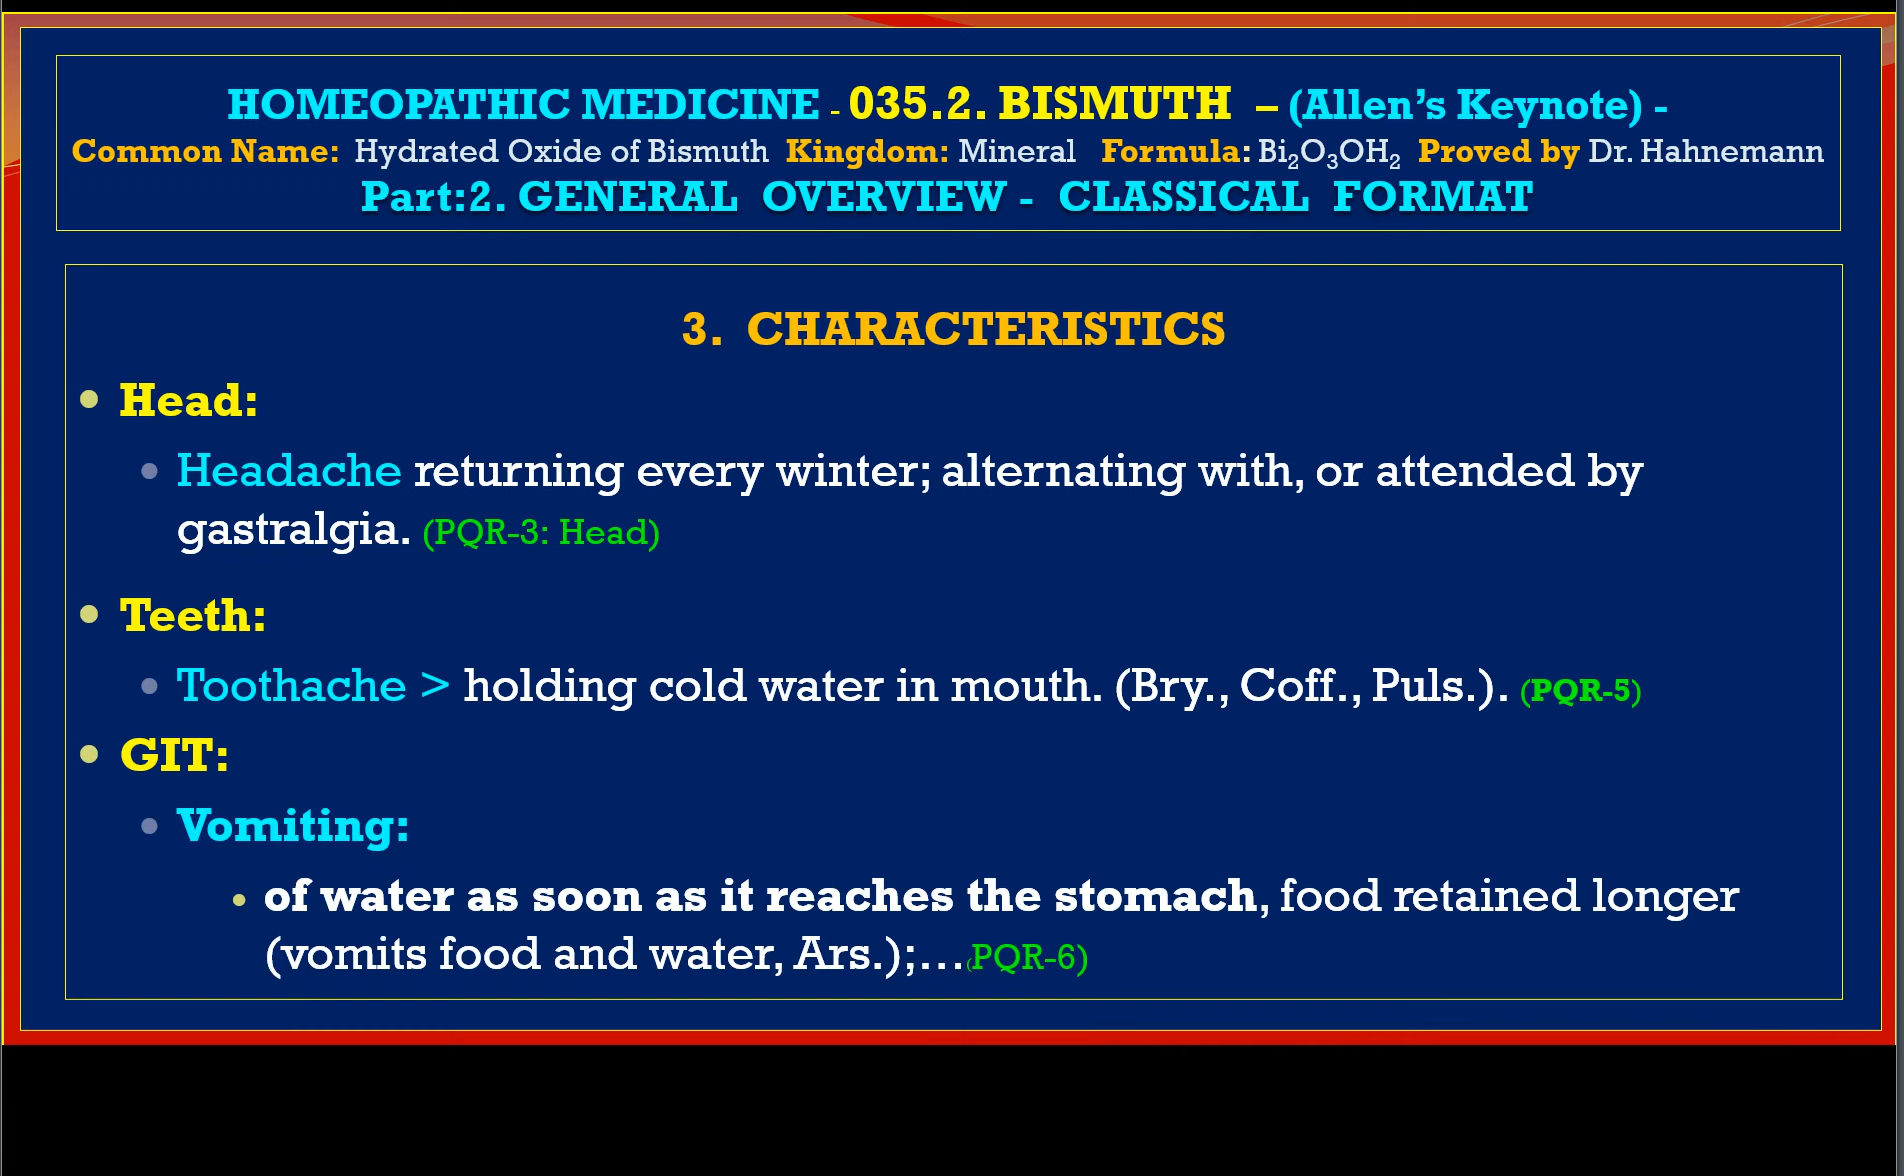 HOMEOPATHIC MEDICINE - 035.2. BISMUTH – (Allen’s Keynote) -
Common Name: Hydrated Oxide of Bismuth Kingdom: Mineral Formula: Bi₂O₃OH₂ Proved by Dr. Hahnemann
Part:2. GENERAL OVERVIEW - CLASSICAL FORMAT
3. CHARACTERISTICS
• Head:
• Headache returning every winter; alternating with, or attended by
gastralgia. (PQR-3: Head)
• Teeth:
• Toothache > holding cold water in mouth. (Bry., Coff., Puls.). (PQR-5)
• GIT:
• Vomiting:
• of water as soon as it reaches the stomach, food retained longer
(vomits food and water, Ars.);…(PQR-6)